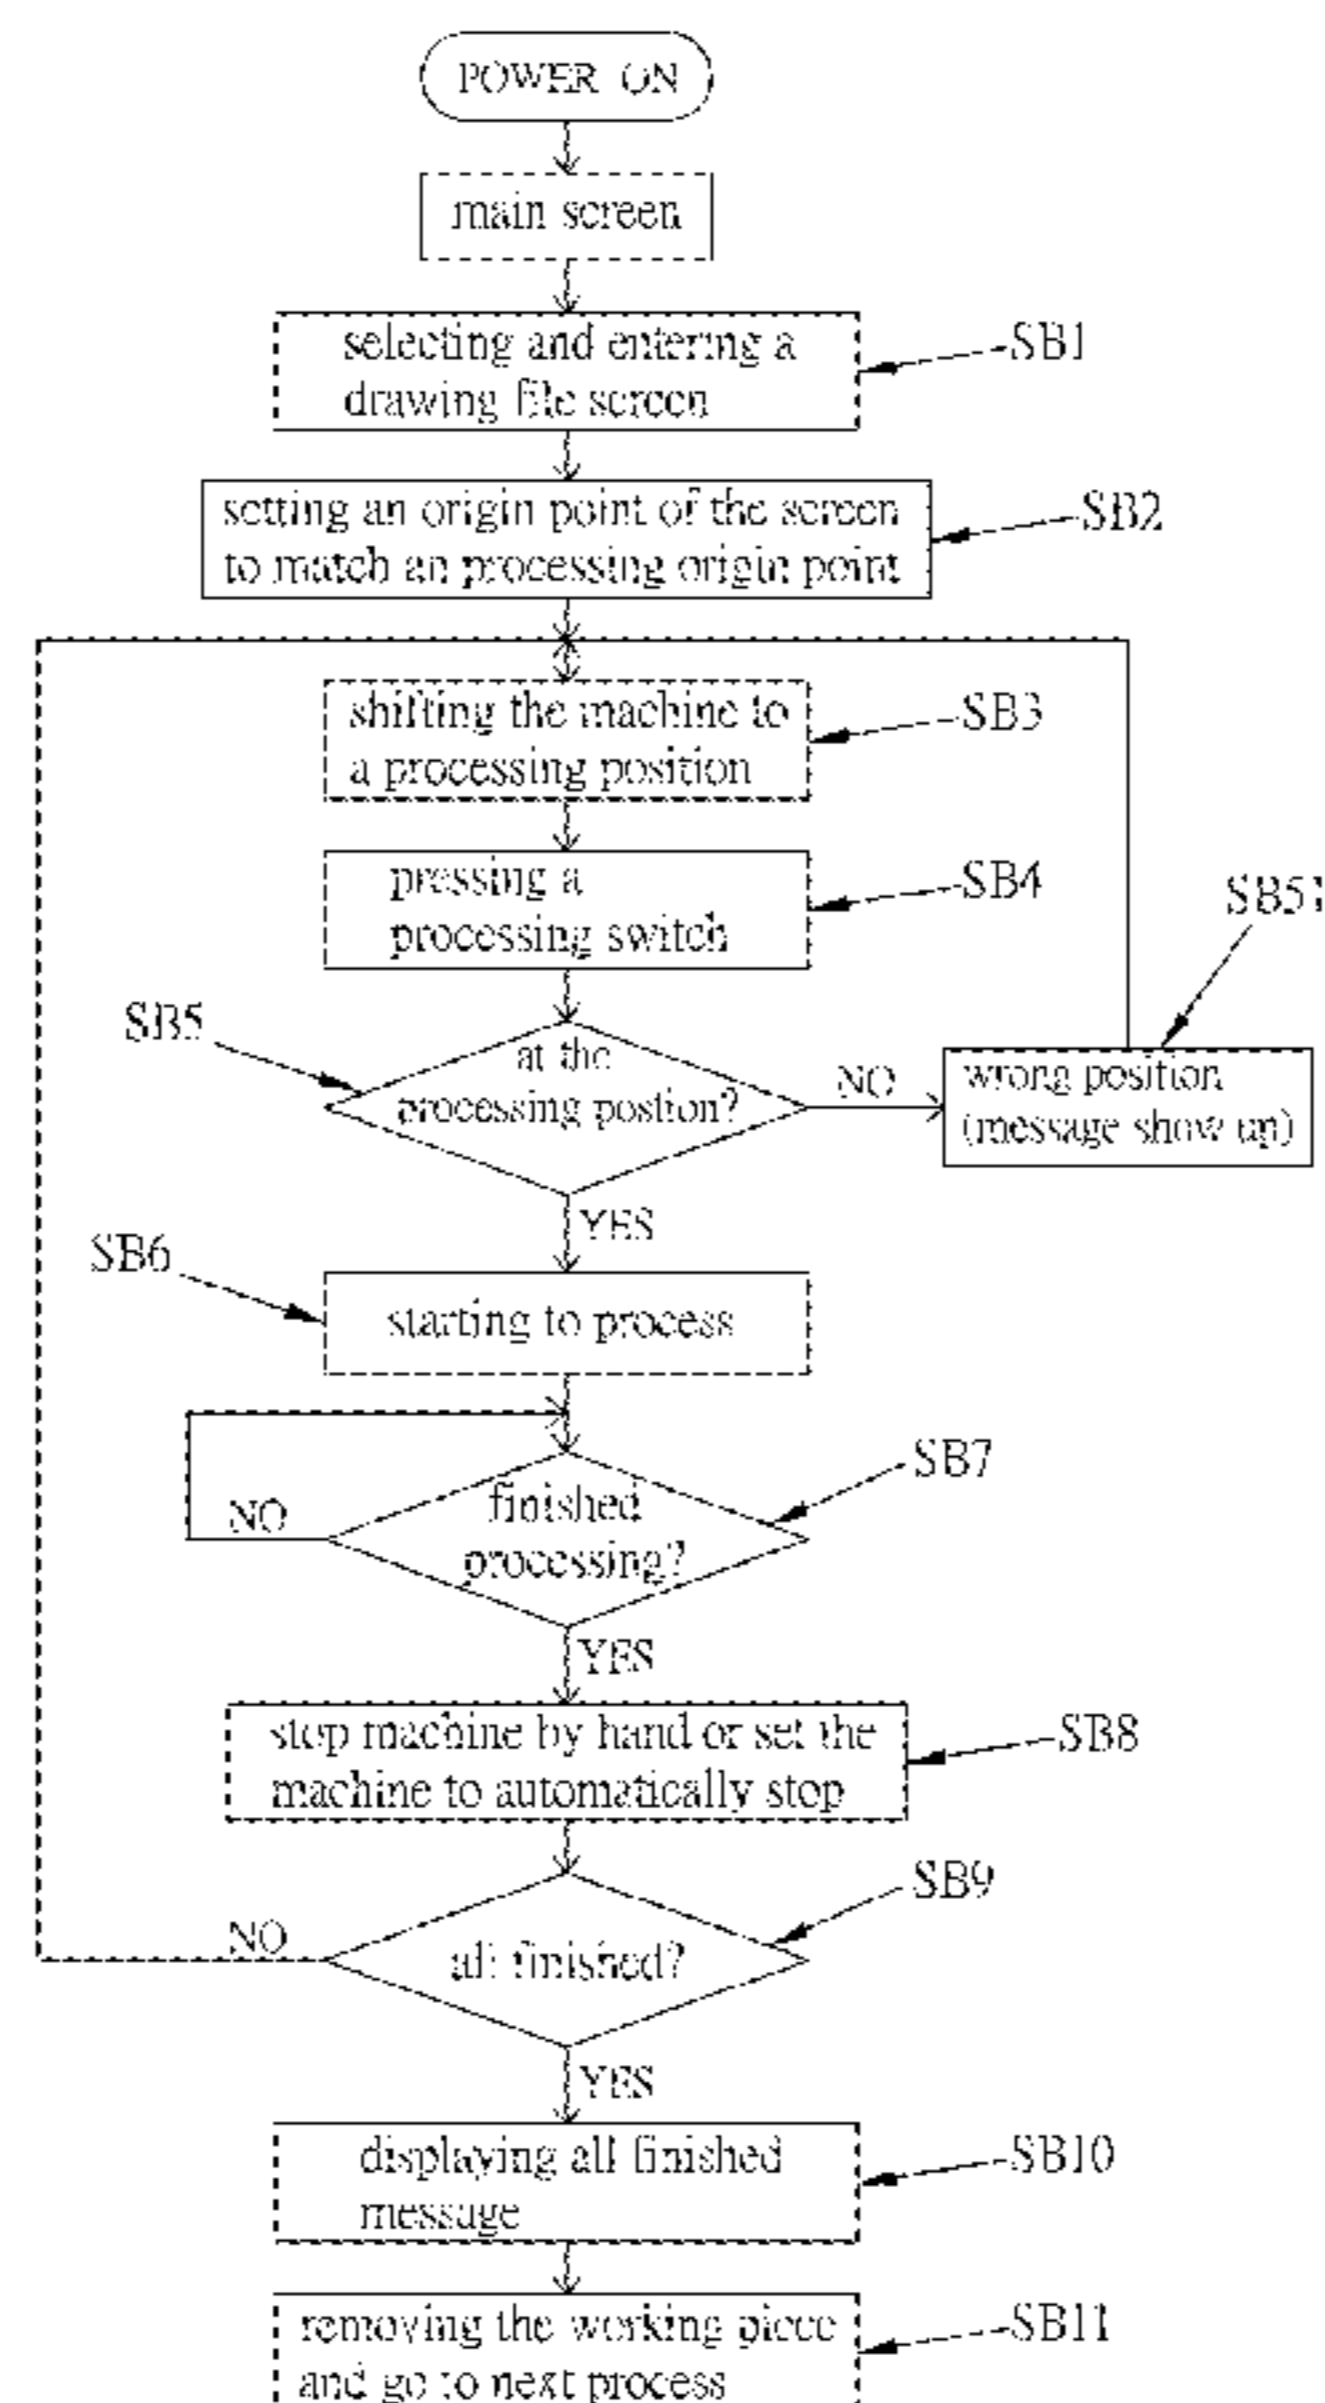 POWER ON
main screen
selecting and entering a
drawing file screen
SB1
setting an origin point of the screen
to match an processing origin point
SB2
shifting the machine to
a processing position
SB3
pressing a
processing switch
SB4
SB51
SB5
at the
processing postion?
NO
wrong position
(message show up)
YES
SB6
starting to process
SB7
finished
processing?
NO
YES
stop machine by hand or set the
machine to automatically stop
SB8
SB9
all finished?
NO
YES
displaying all finished
message
SB10
removing the working piece
and go to next process
SB11